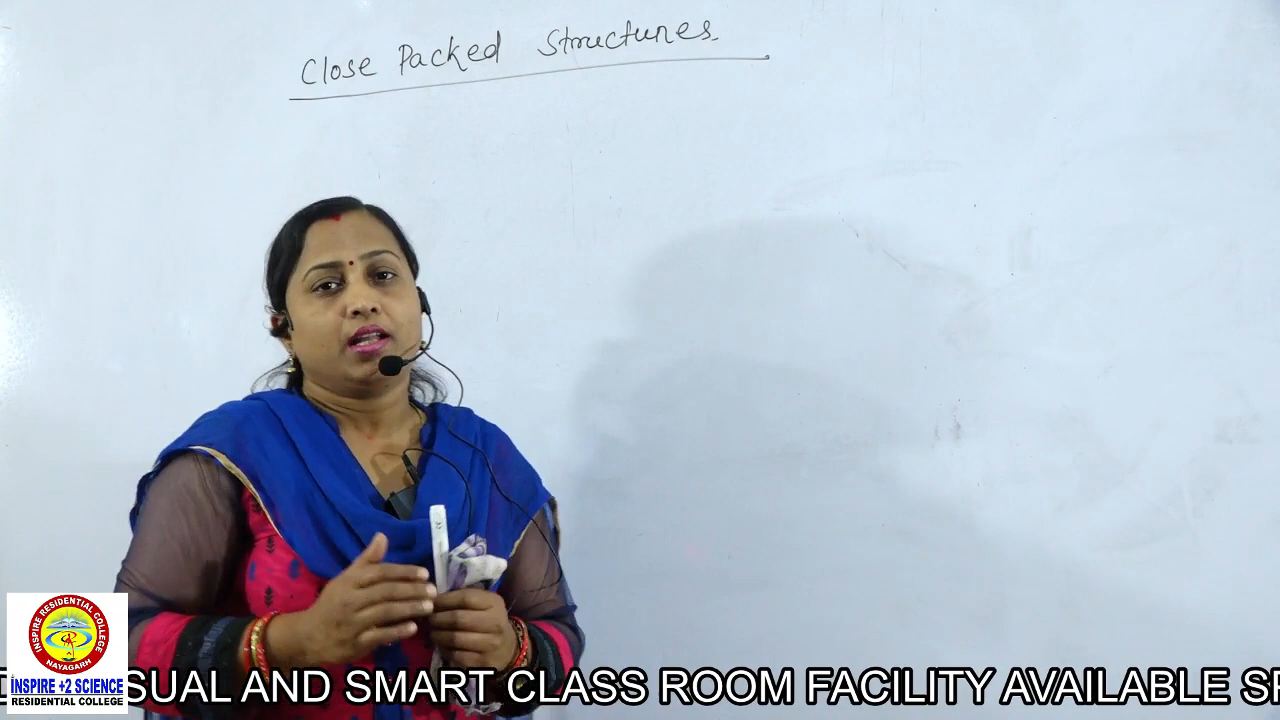 Close Packed Structures
INSPIRE RESIDENTIAL COLLEGE
NAYAGARH
INSPIRE +2 SCIENCE
RESIDENTIAL COLLEGE
SUAL AND SMART CLASS ROOM FACILITY AVAILABLE